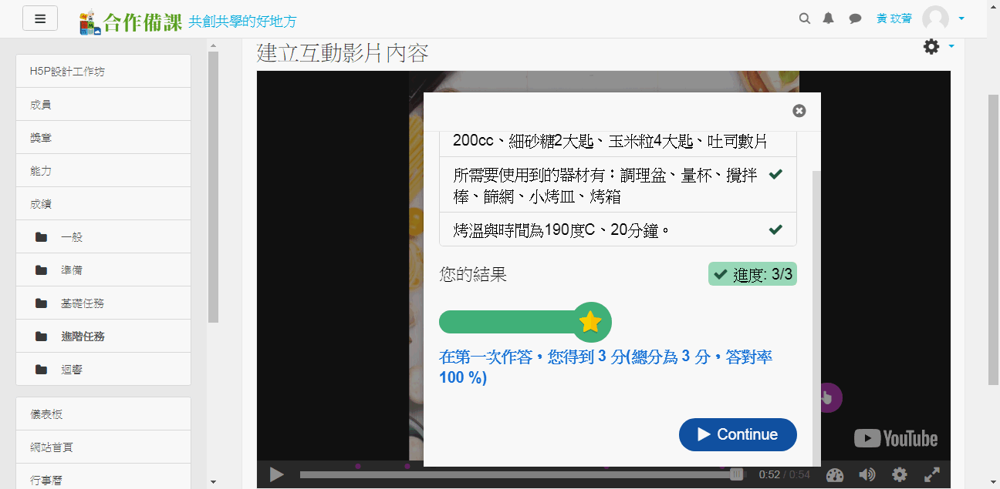 合作備課 共創共學的好地方
黃 玟菁
H5P設計工作坊
成員
獎章
能力
成績
一般
準備
基礎任務
進階任務
迴響
儀表板
網站首頁
行事曆
建立互動影片內容
200cc、細砂糖2大匙、玉米粒4大匙、吐司數片
所需要使用到的器材有：調理盆、量杯、攪拌
棒、篩網、小烤皿、烤箱
烤溫與時間為190度C、20分鐘。
您的結果
進度: 3/3
在第一次作答，您得到 3 分(總分為 3 分，答對率
100 %)
Continue
YouTube
0:52 / 0:54